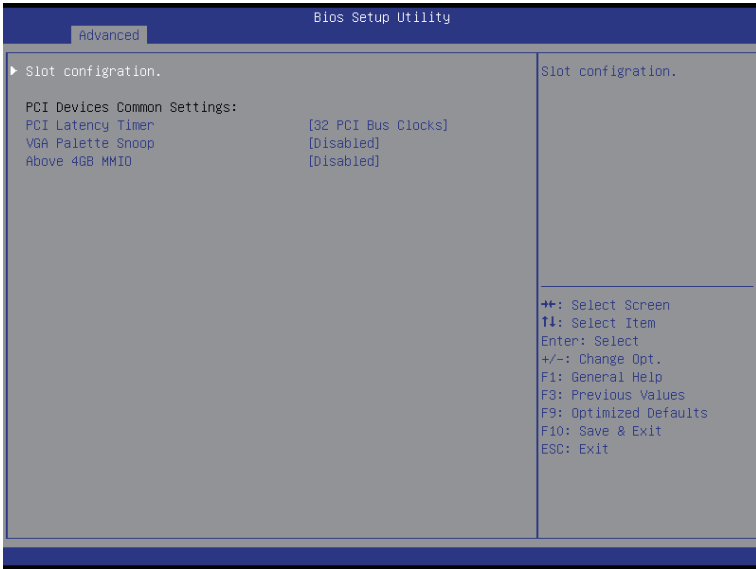 Bios Setup Utility
Advanced
Slot configration.
PCI Devices Common Settings:
PCI Latency Timer [32 PCI Bus Clocks]
VGA Palette Snoop [Disabled]
Above 4GB MMIO [Disabled]
Slot configration.
→←: Select Screen
↑↓: Select Item
Enter: Select
+/-: Change Opt.
F1: General Help
F3: Previous Values
F9: Optimized Defaults
F10: Save & Exit
ESC: Exit